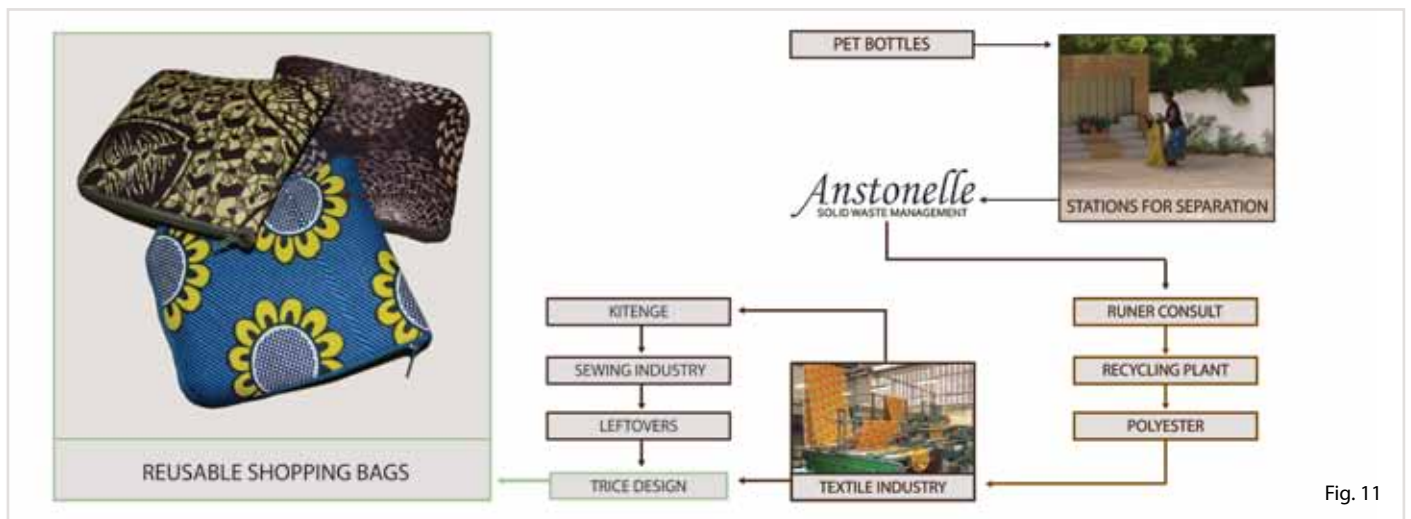 PET BOTTLES
STATIONS FOR SEPARATION
Anstonelle
SOLID WASTE MANAGEMENT
KITENGE
RUNER CONSULT
SEWING INDUSTRY
RECYCLING PLANT
LEFTOVERS
POLYESTER
REUSABLE SHOPPING BAGS
TRICE DESIGN
TEXTILE INDUSTRY
Fig. 11